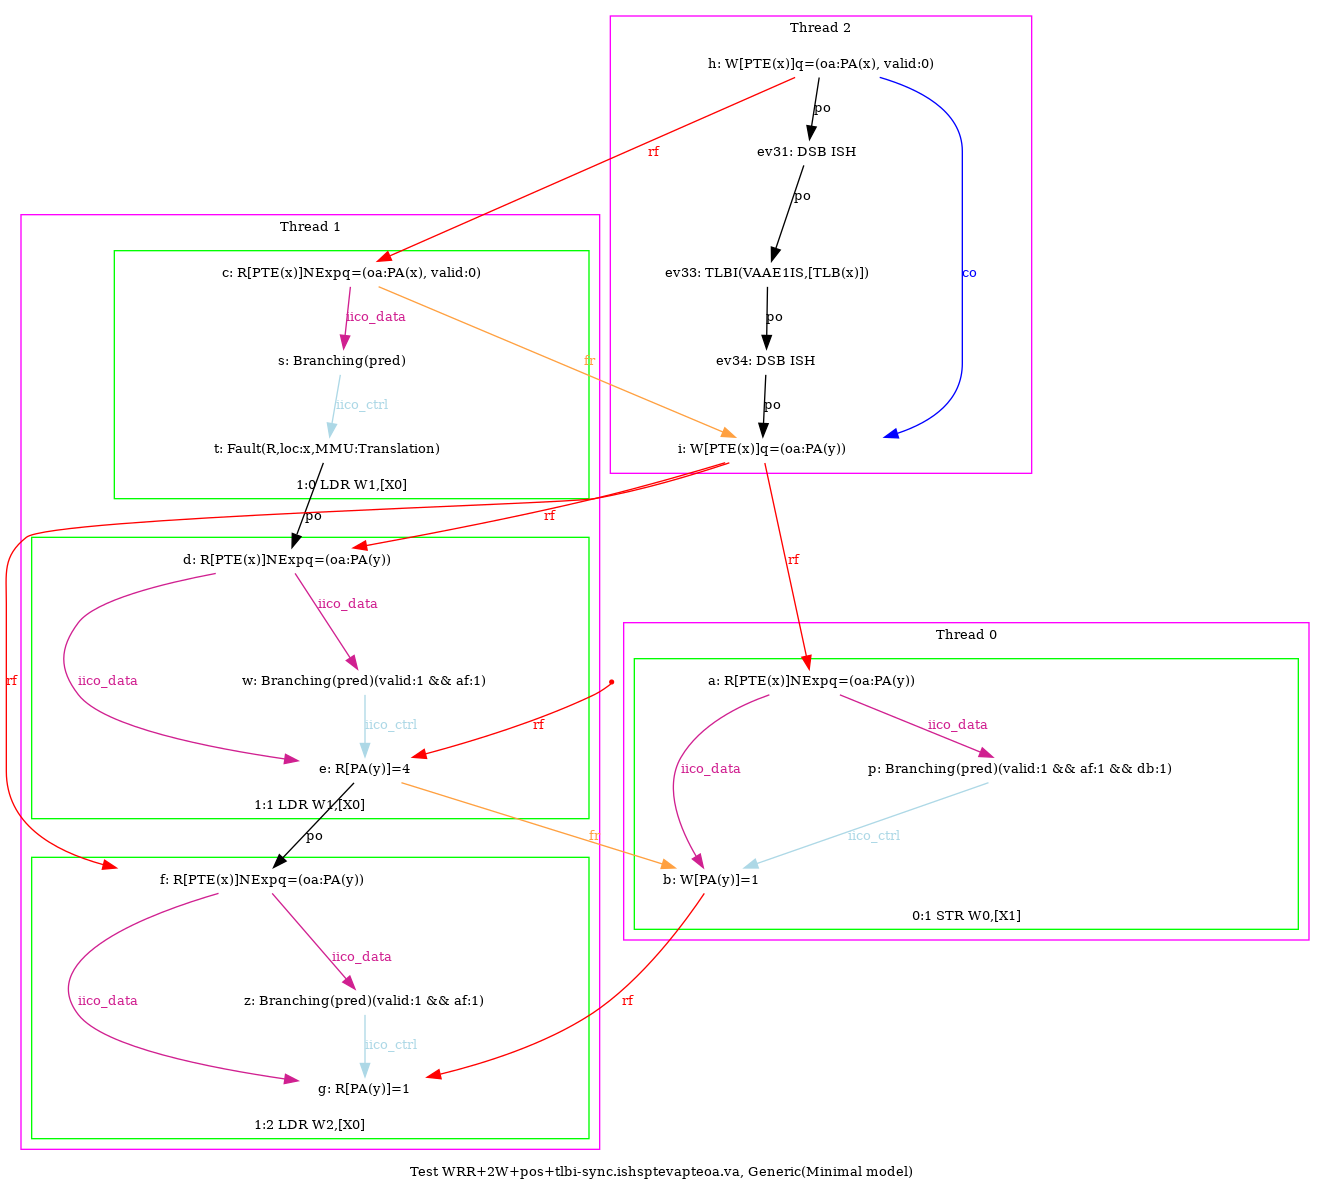 Thread 2
h: W[PTE(x)]q=(oa:PA(x), valid:0)
po
ev31: DSB ISH
rf
po
Thread 1
c: R[PTE(x)]NExpq=(oa:PA(x), valid:0)
ev33: TLBI(VAAE1IS,[TLB(x)])
co
iico_data
po
s: Branching(pred)
fr
ev34: DSB ISH
iico_ctrl
po
t: Fault(R,loc:x,MMU:Translation)
i: W[PTE(x)]q=(oa:PA(y))
1:0 LDR W1,[X0]
po
rf
d: R[PTE(x)]NExpq=(oa:PA(y))
rf
iico_data
Thread 0
rf
iico_data
w: Branching(pred)(valid:1 && af:1)
a: R[PTE(x)]NExpq=(oa:PA(y))
iico_ctrl
rf
iico_data
e: R[PA(y)]=4
iico_data
p: Branching(pred)(valid:1 && af:1 && db:1)
1:1 LDR W1,[X0]
po
fr
iico_ctrl
f: R[PTE(x)]NExpq=(oa:PA(y))
b: W[PA(y)]=1
0:1 STR W0,[X1]
iico_data
iico_data
z: Branching(pred)(valid:1 && af:1)
rf
iico_ctrl
g: R[PA(y)]=1
1:2 LDR W2,[X0]
Test WRR+2W+pos+tlbi-sync.ishsptevapteoa.va, Generic(Minimal model)